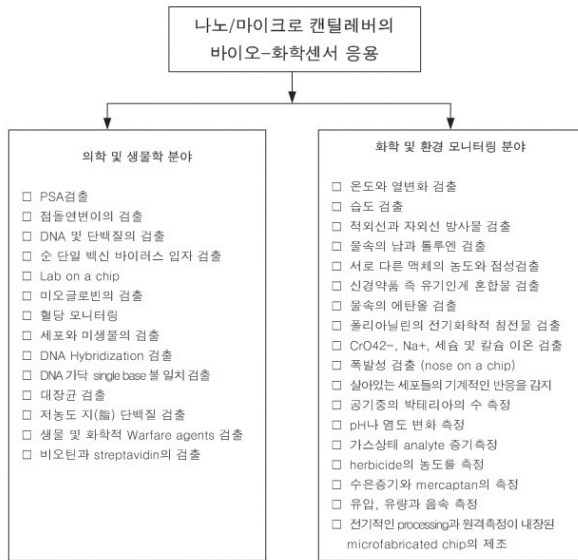 나노/마이크로 캔틸레버의
바이오-화학센서 응용
의학 및 생물학 분야
□ PSA검출
□ 점돌연변이의 검출
□ DNA 및 단백질의 검출
□ 순 단일 백신 바이러스 입자 검출
□ Lab on a chip
□ 미오글로빈의 검출
□ 혈당 모니터링
□ 세포와 미생물의 검출
□ DNA Hybridization 검출
□ DNA 가닥 single base 불 일치 검출
□ 대장균 검출
□ 저농도 지(脂) 단백질 검출
□ 생물 및 화학적 Warfare agents 검출
□ 비오틴과 streptavidin의 검출
화학 및 환경 모니터링 분야
□ 온도와 열변화 검출
□ 습도 검출
□ 적외선과 자외선 방사물 검출
□ 물속의 납과 톨루엔 검출
□ 서로 다른 액체의 농도와 점성검출
□ 신경약품 즉 유기인계 혼합물 검출
□ 물속의 에탄올 검출
□ 폴리아닐린의 전기화학적 침전물 검출
□ CrO42-, Na+, 세슘 및 칼슘 이온 검출
□ 폭발성 검출 (nose on a chip)
□ 살아있는 세포들의 기계적인 반응을 감지
□ 공기중의 박테리아의 수 측정
□ pH나 염도 변화 측정
□ 가스상태 analyte 증기측정
□ herbicide의 농도를 측정
□ 수은증기와 mercaptan의 측정
□ 유압, 유량과 음속 측정
□ 전기적인 processing과 원격측정이 내장된
microfabricated chip의 제조